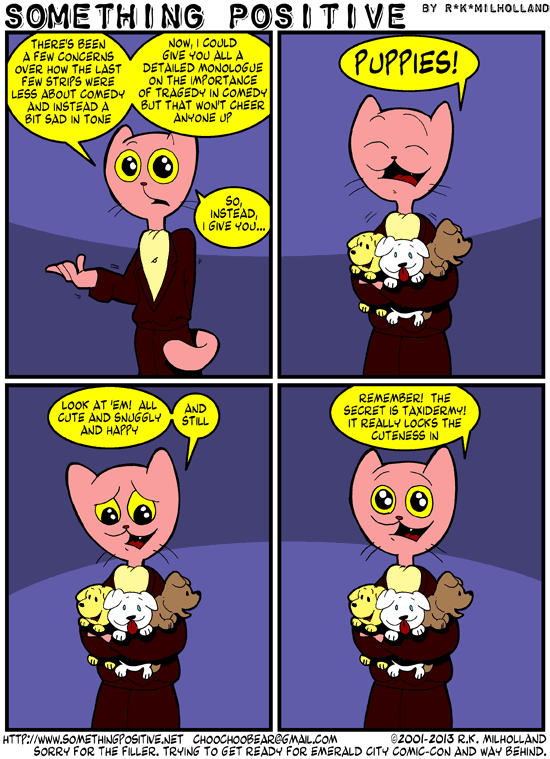 SOMETHING POSITIVE BY R*K*MILHOLLAND
THERE'S BEEN
A FEW CONCERNS
OVER HOW THE LAST
FEW STRIPS WERE
LESS ABOUT COMEDY
AND INSTEAD A
BIT SAD IN TONE
NOW, I COULD
GIVE YOU ALL A
DETAILED MONOLOGUE
ON THE IMPORTANCE
OF TRAGEDY IN COMEDY
BUT THAT WON'T CHEER
ANYONE UP
SO,
INSTEAD,
I GIVE YOU...
PUPPIES!
LOOK AT 'EM! ALL
CUTE AND SNUGGLY
AND HAPPY
AND
STILL
REMEMBER! THE
SECRET IS TAXIDERMY!
IT REALLY LOCKS THE
CUTENESS IN
HTTP://WWW.SOMETHINGPOSITIVE.NET CHOOCHOOBEAR@GMAIL.COM ©2001-2013 R.K. MILHOLLAND
SORRY FOR THE FILLER. TRYING TO GET READY FOR EMERALD CITY COMIC-CON AND WAY BEHIND.